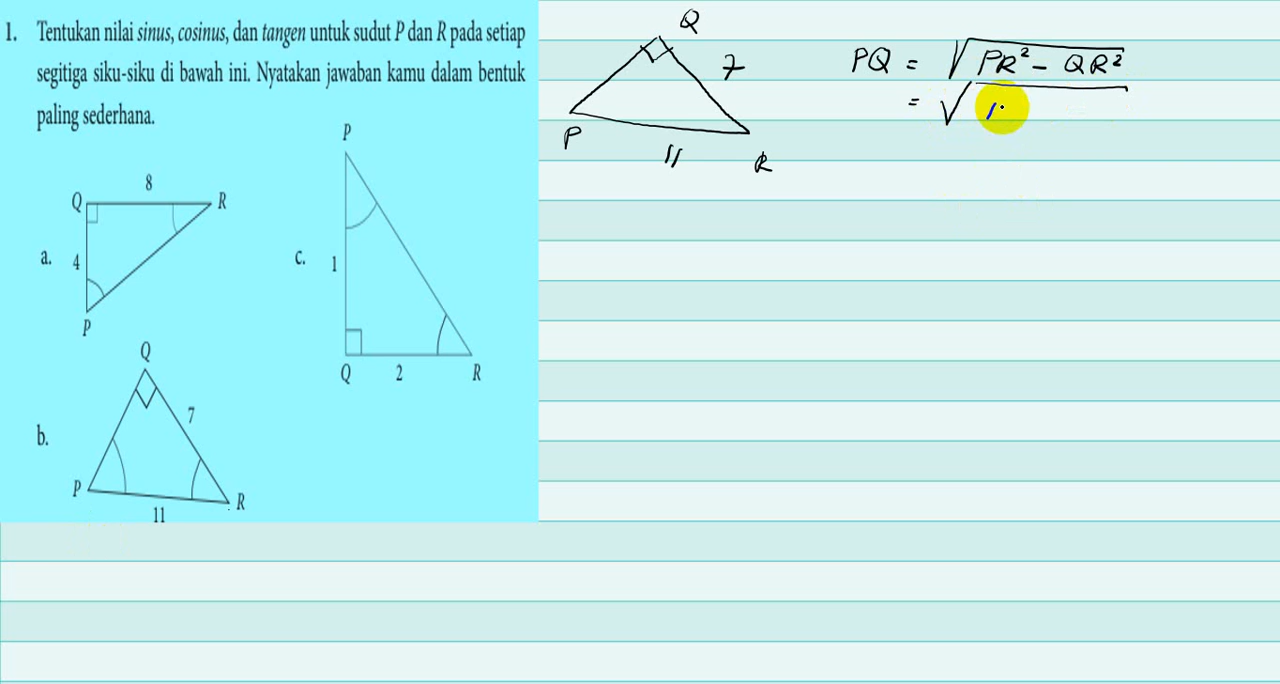 1. Tentukan nilai sinus, cosinus, dan tangen untuk sudut P dan R pada setiap
segitiga siku-siku di bawah ini. Nyatakan jawaban kamu dalam bentuk
paling sederhana.
a.
Q
8
R
4
P
c.
P
1
Q
2
R
b.
Q
7
P
11
R
Q
7
P
11
R
PQ = √PR² - QR²
= √